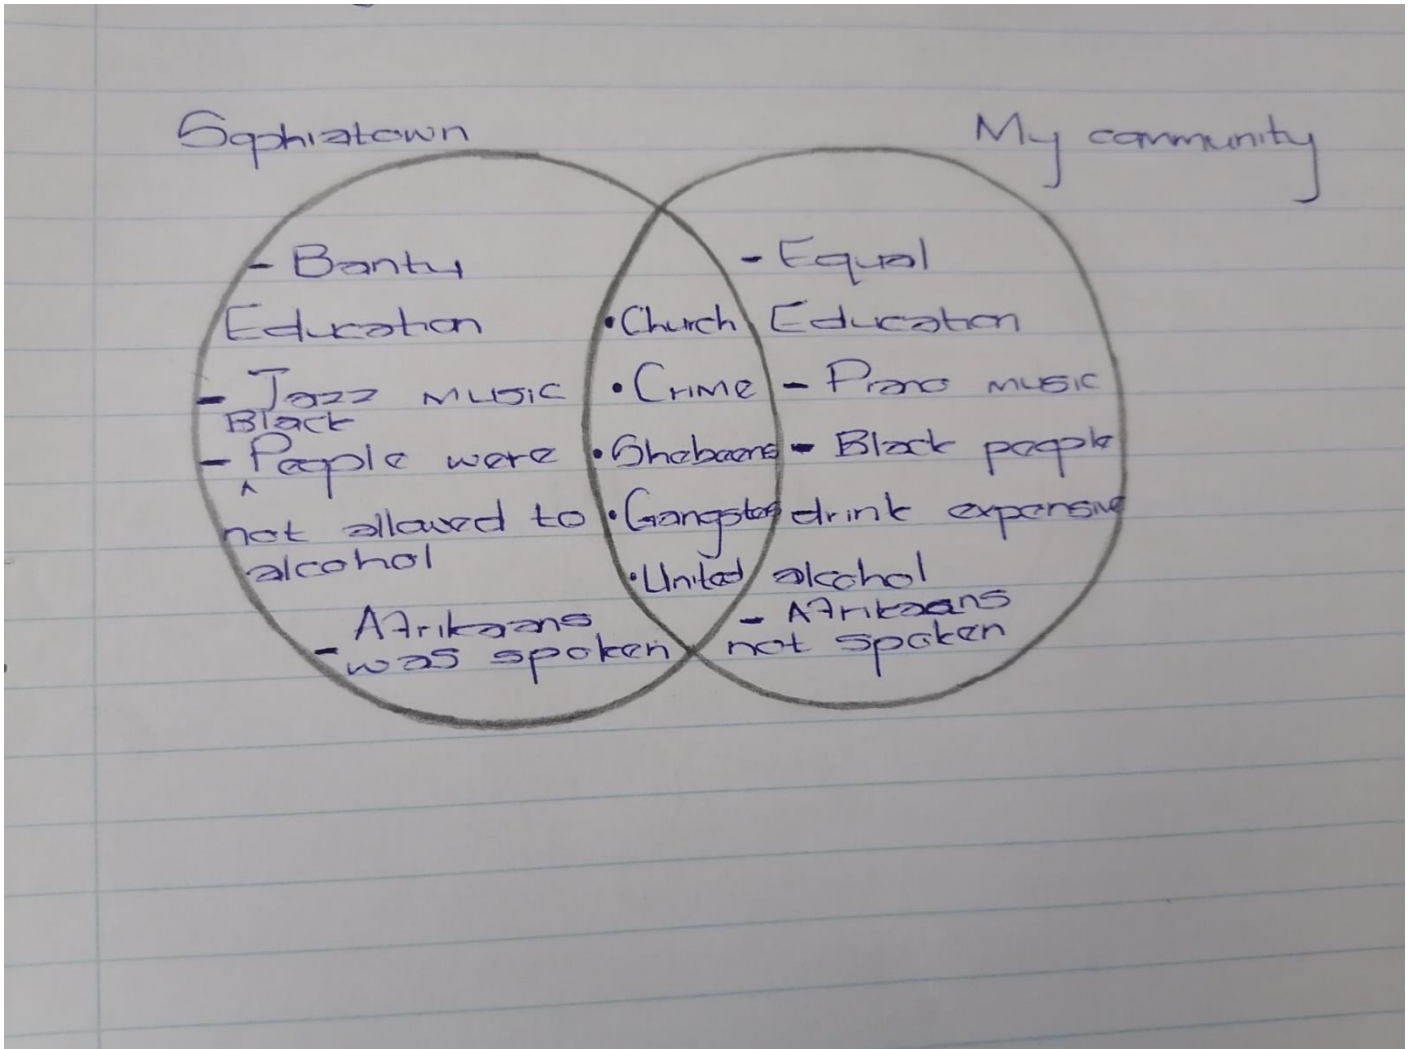 Sophiatown
My community
- Bantu
Education
- Jazz music
Black
- People were
^
not allowed to
alcohol
- Afrikaans
was spoken
• Church
• Crime
• Shebeens
• Gangsters
• United
- Equal
Education
- Piano music
- Black people
drink expensive
alcohol
- Afrikaans
not spoken